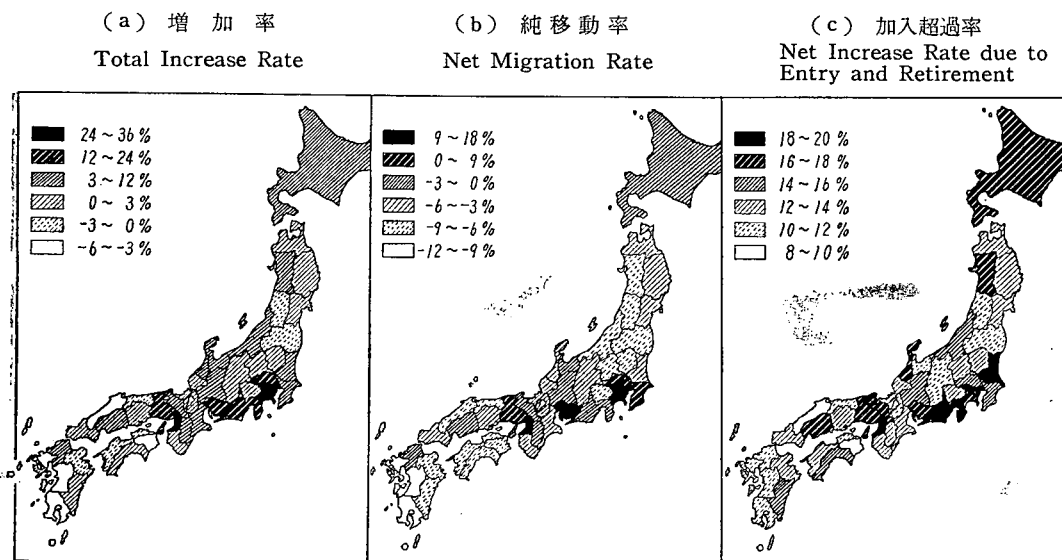 (a) 増加率
Total Increase Rate
24～36%
12～24%
3～12%
0～3%
-3～0%
-6～-3%
(b) 純移動率
Net Migration Rate
9～18%
0～9%
-3～0%
-6～-3%
-9～-6%
-12～-9%
(c) 加入超過率
Net Increase Rate due to
Entry and Retirement
18～20%
16～18%
14～16%
12～14%
10～12%
8～10%